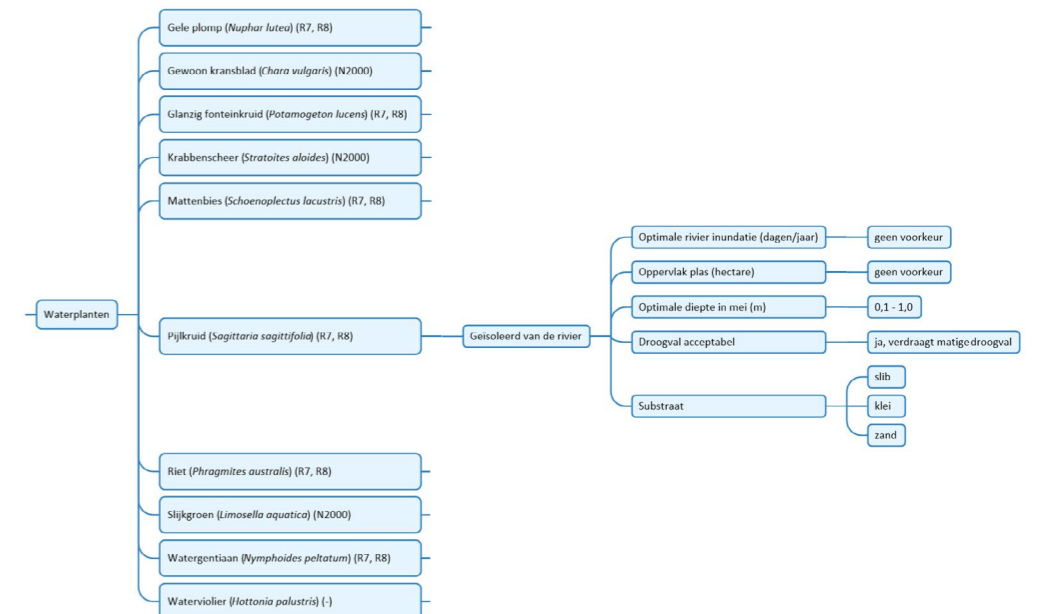 Gele plomp (Nuphar lutea) (R7, R8)
Gewoon kransblad (Chara vulgaris) (N2000)
Glanzig fonteinkruid (Potamogeton lucens) (R7, R8)
Krabbenscheer (Stratoites aloides) (N2000)
Mattenbies (Schoenoplectus lacustris) (R7, R8)
Waterplanten
Pijlkruid (Sagittaria sagittifolia) (R7, R8)
Geïsoleerd van de rivier
Optimale rivier inundatie (dagen/jaar)
geen voorkeur
Oppervlak plas (hectare)
geen voorkeur
Optimale diepte in mei (m)
0,1 - 1,0
Droogval acceptabel
ja, verdraagt matige droogval
Substraat
slib
klei
zand
Riet (Phragmites australis) (R7, R8)
Slijkgroen (Limosella aquatica) (N2000)
Watergentiaan (Nymphoides peltatum) (R7, R8)
Waterviolier (Hottonia palustris) (-)